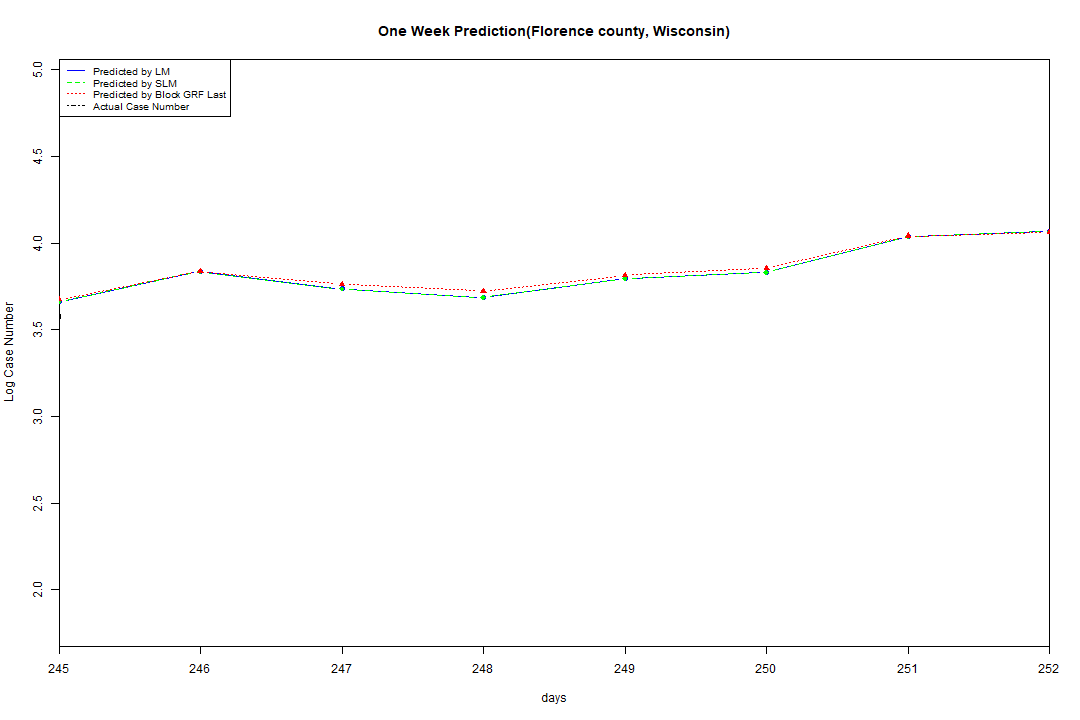 One Week Prediction(Florence county, Wisconsin)
Predicted by LM
Predicted by SLM
Predicted by Block GRF Last
Actual Case Number
5.0
4.5
4.0
3.5
3.0
2.5
2.0
Log Case Number
245 246 247 248 249 250 251 252
days